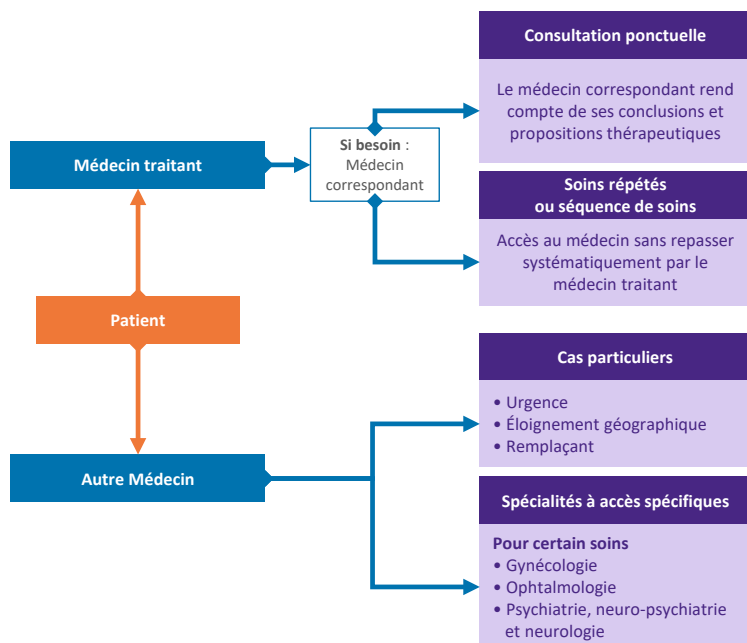 Consultation ponctuelle
Le médecin correspondant rend
compte de ses conclusions et
propositions thérapeutiques
Médecin traitant
Si besoin :
Médecin
correspondant
Soins répétés
ou séquence de soins
Accès au médecin sans repasser
systématiquement par le
médecin traitant
Patient
Cas particuliers
• Urgence
• Éloignement géographique
• Remplaçant
Autre Médecin
Spécialités à accès spécifiques
Pour certain soins
• Gynécologie
• Ophtalmologie
• Psychiatrie, neuro-psychiatrie
et neurologie